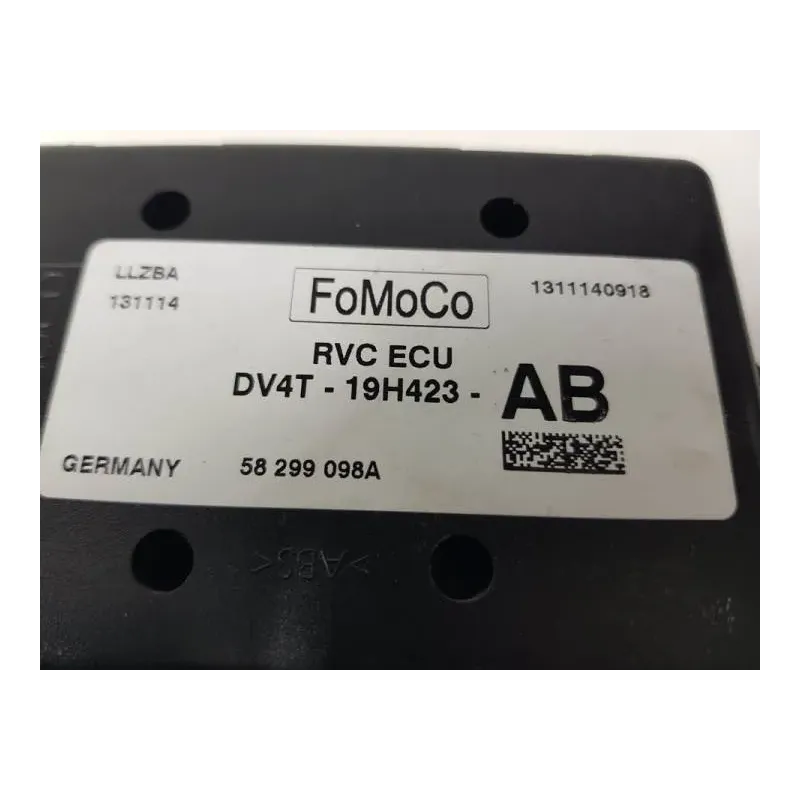 LLZBA
131114
FoMoCo
1311140918
RVC ECU
DV4T - 19H423 - AB
GERMANY
58 299 098A
>ABS<